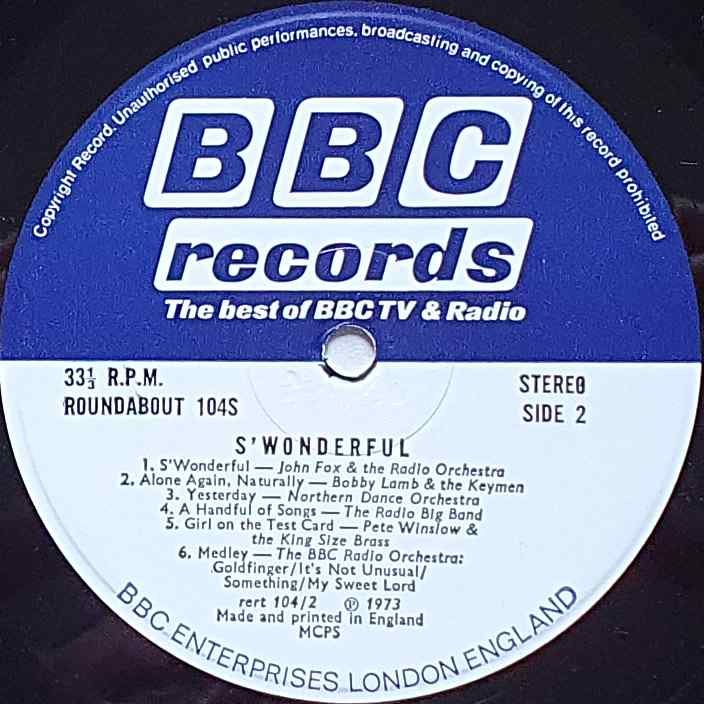 Copyright Record. Unauthorised public performances, broadcasting and copying of this record prohibited
BBC
records
The best of BBC TV & Radio
33⅓ R.P.M.
STEREO
ROUNDABOUT 104S
SIDE 2
S'WONDERFUL
1. S'Wonderful — John Fox & the Radio Orchestra
2. Alone Again, Naturally — Bobby Lamb & the Keymen
3. Yesterday — Northern Dance Orchestra
4. A Handful of Songs — The Radio Big Band
5. Girl on the Test Card — Pete Winslow &
the King Size Brass
6. Medley — The BBC Radio Orchestra:
Goldfinger/It's Not Unusual/
Something/My Sweet Lord
rert 104/2 ℗ 1973
Made and printed in England
MCPS
BBC ENTERPRISES LONDON ENGLAND